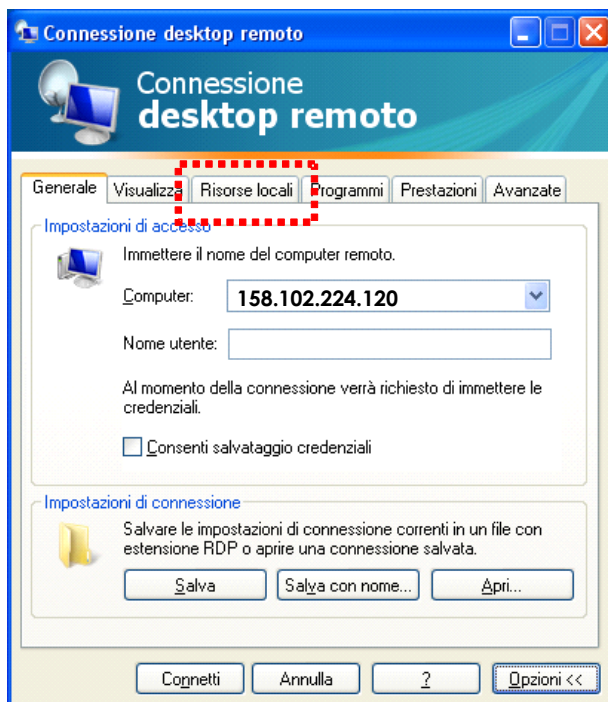 Connessione desktop remoto
Connessione
desktop remoto
Generale Visualizza Risorse locali Programmi Prestazioni Avanzate
Impostazioni di accesso
Immettere il nome del computer remoto.
Computer: 158.102.224.120
Nome utente:
Al momento della connessione verrà richiesto di immettere le
credenziali.
Consenti salvataggio credenziali
Impostazioni di connessione
Salvare le impostazioni di connessione correnti in un file con
estensione RDP o aprire una connessione salvata.
Salva Salva con nome... Apri...
Connetti Annulla ? Opzioni <<